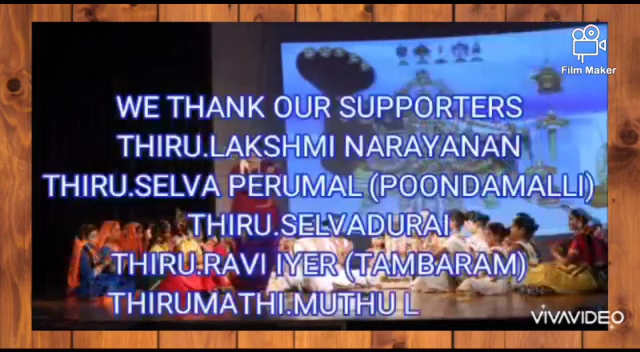 Film Maker
WE THANK OUR SUPPORTERS
THIRU.LAKSHMI NARAYANAN
THIRU.SELVA PERUMAL (POONDAMALLI)
THIRU.SELVADURAI
THIRU.RAVI IYER (TAMBARAM)
THIRUMATHI.MUTHU L
VIVAVIDEO